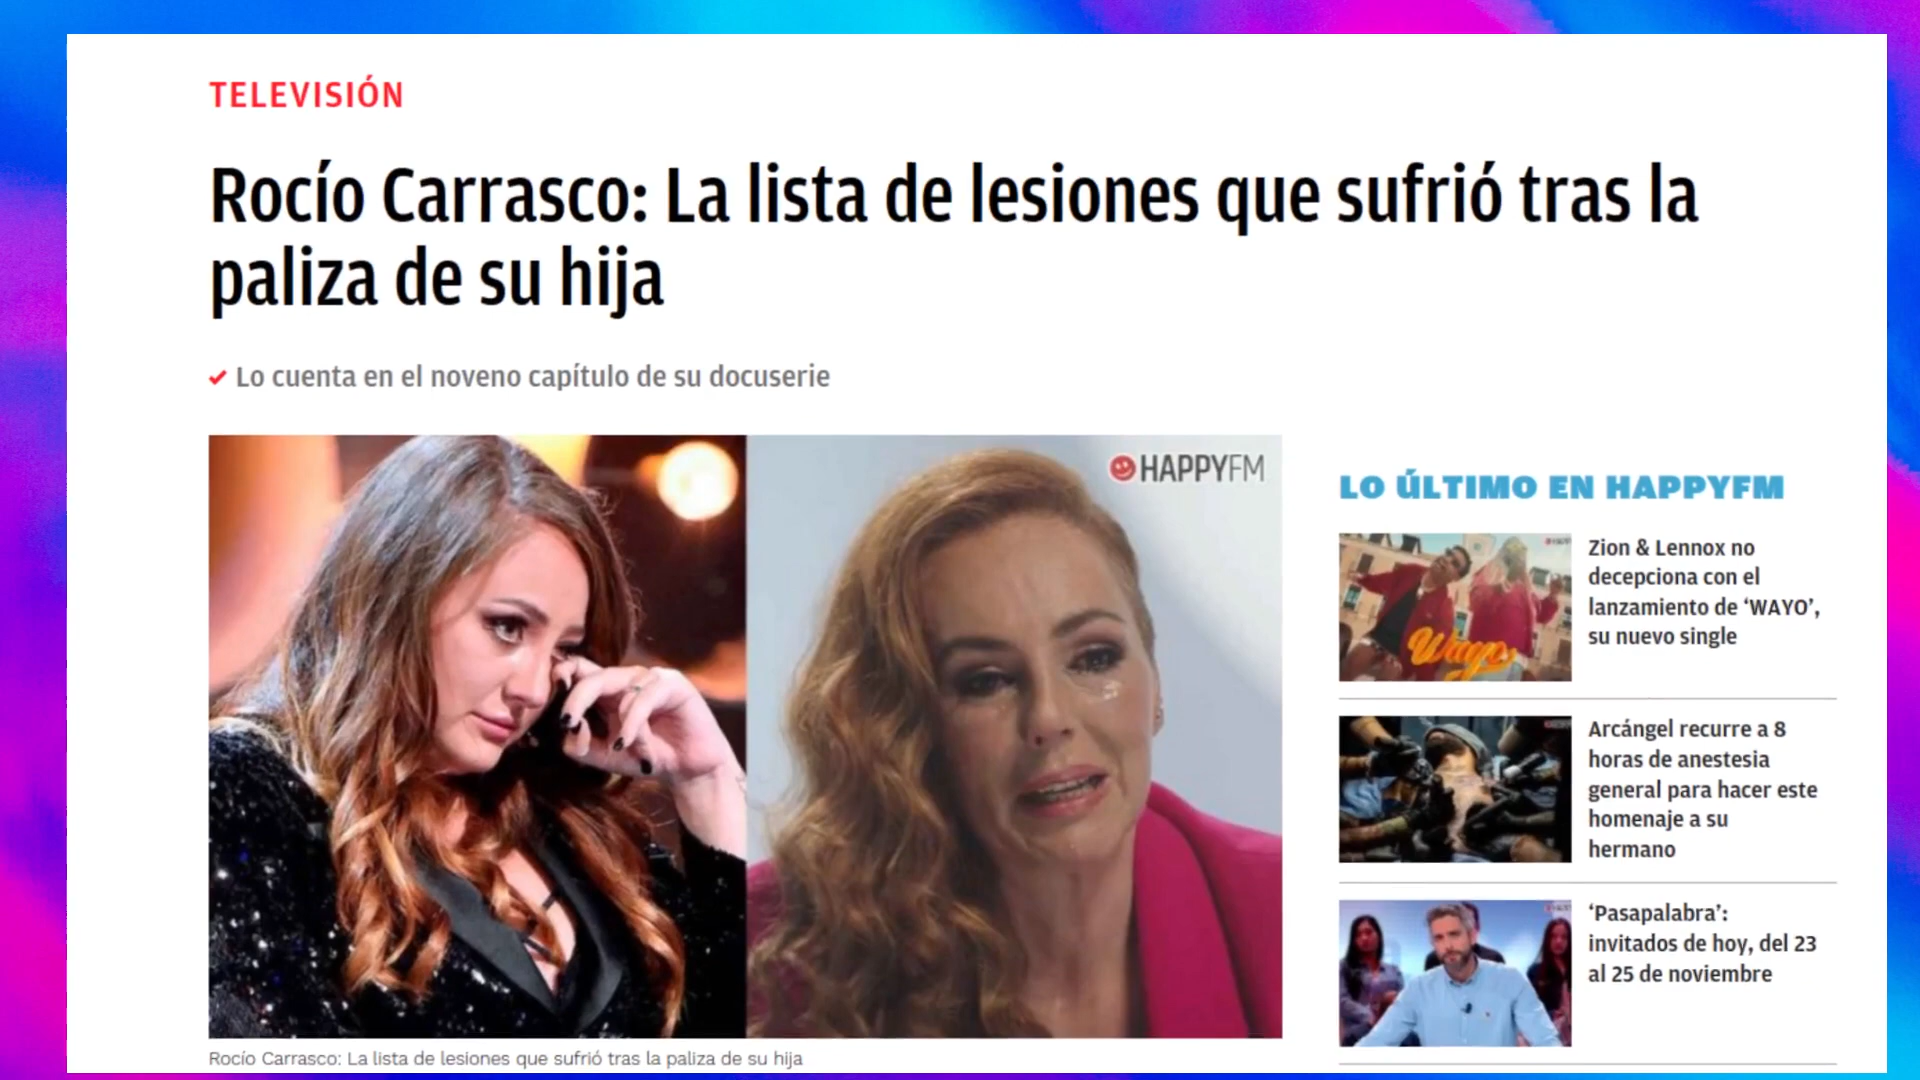 TELEVISIÓN
Rocío Carrasco: La lista de lesiones que sufrió tras la
paliza de su hija
Lo cuenta en el noveno capítulo de su docuserie
HAPPYFM
Rocío Carrasco: La lista de lesiones que sufrió tras la paliza de su hija
LO ÚLTIMO EN HAPPYFM
Wayo
Zion & Lennox no
decepciona con el
lanzamiento de ‘WAYO’,
su nuevo single
Arcángel recurre a 8
horas de anestesia
general para hacer este
homenaje a su
hermano
‘Pasapalabra’:
invitados de hoy, del 23
al 25 de noviembre